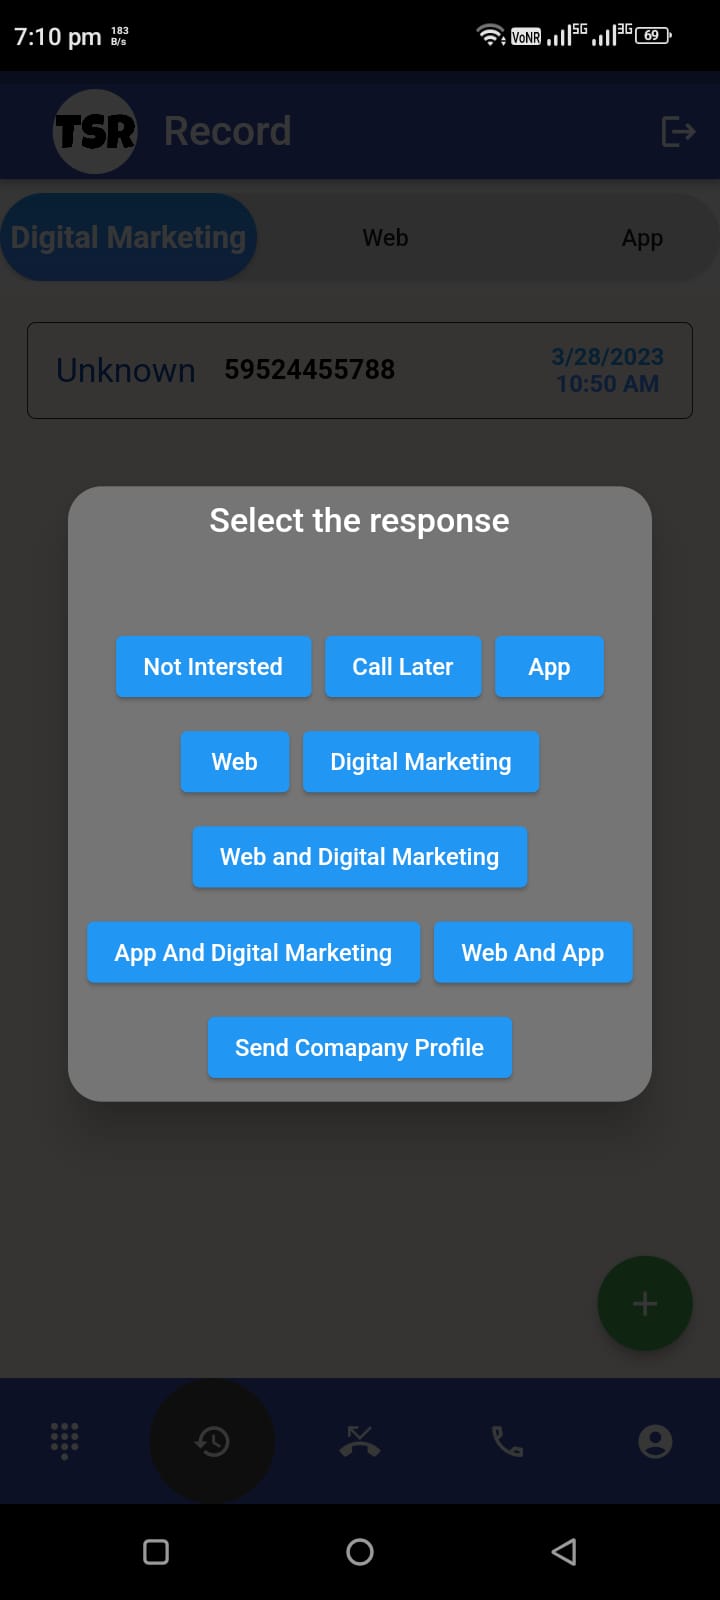 7:10 pm 183 B/s VoNR 5G 3G 69
TSR Record
Digital Marketing Web App
Unknown 59524455788 3/28/2023
10:50 AM
Select the response
Not Intersted Call Later App
Web Digital Marketing
Web and Digital Marketing
App And Digital Marketing Web And App
Send Comapany Profile